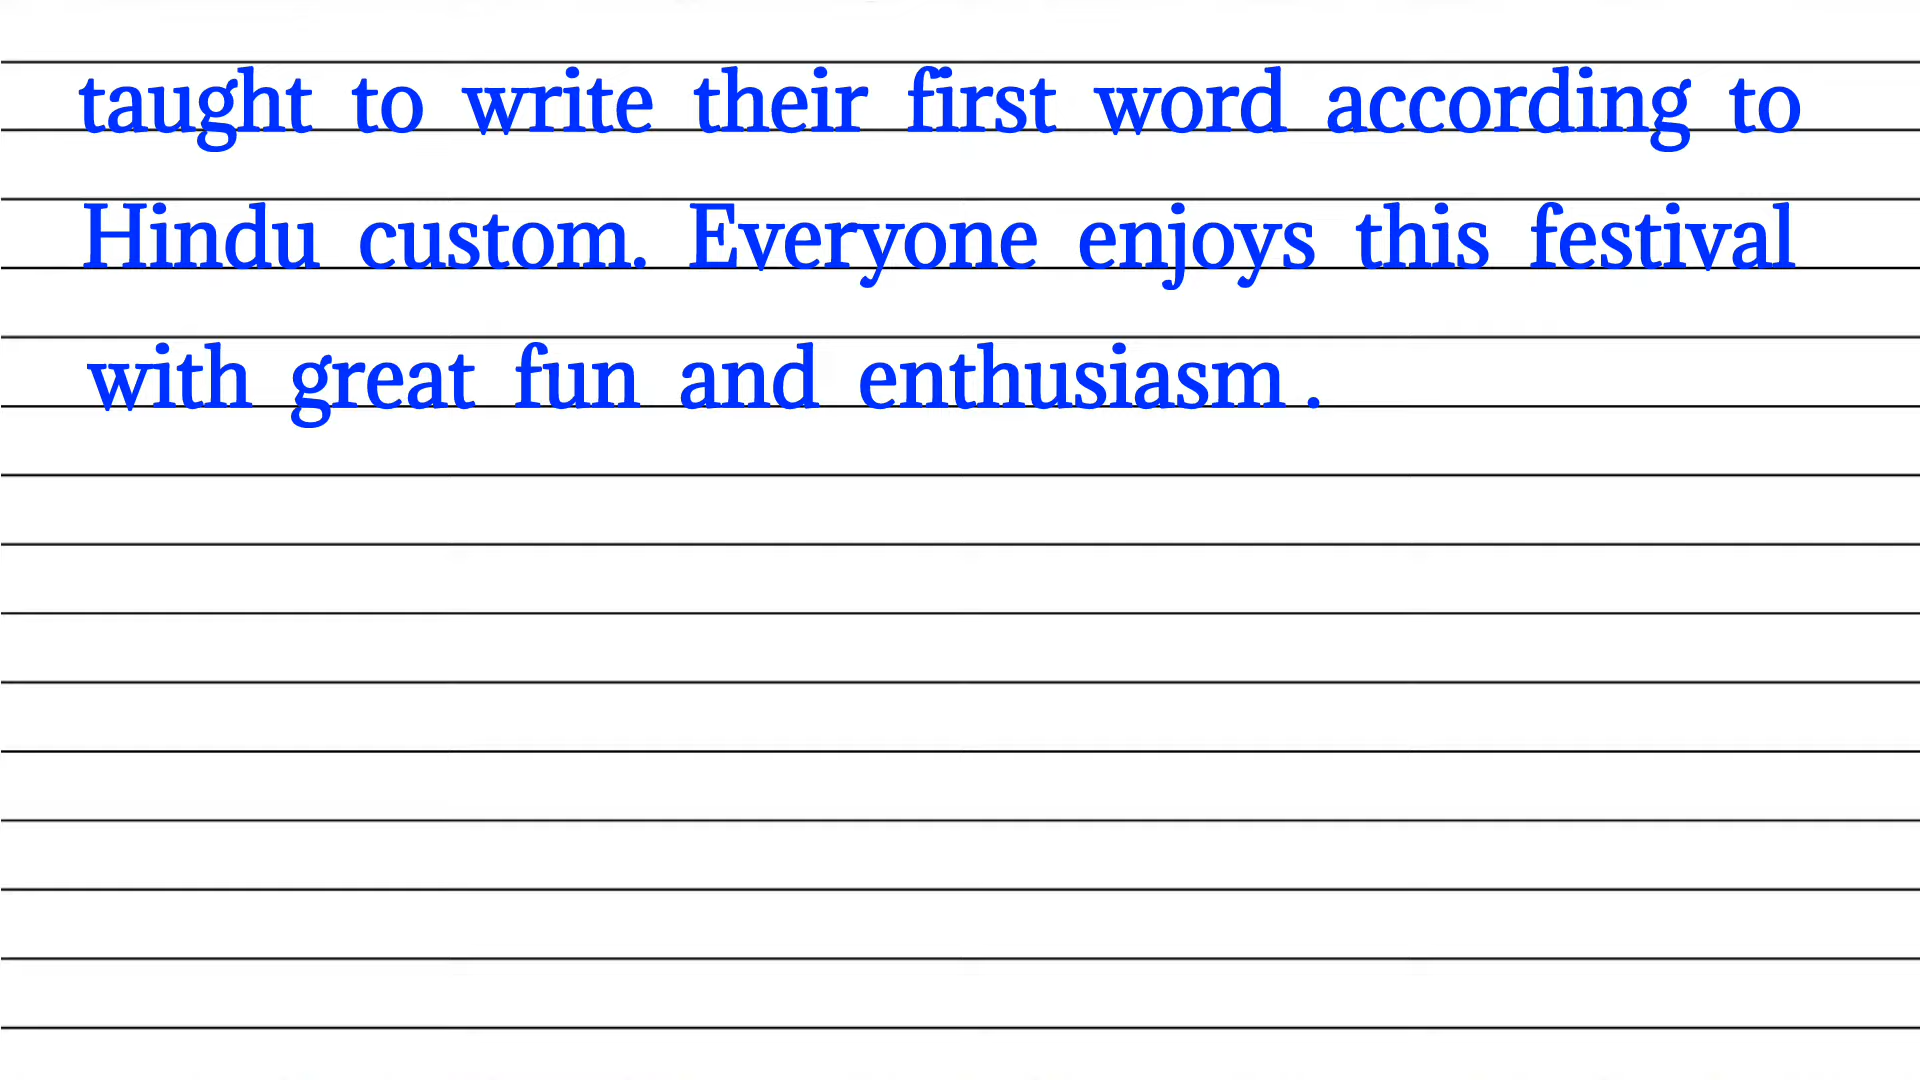 taught to write their first word according to
Hindu custom. Everyone enjoys this festival
with great fun and enthusiasm .